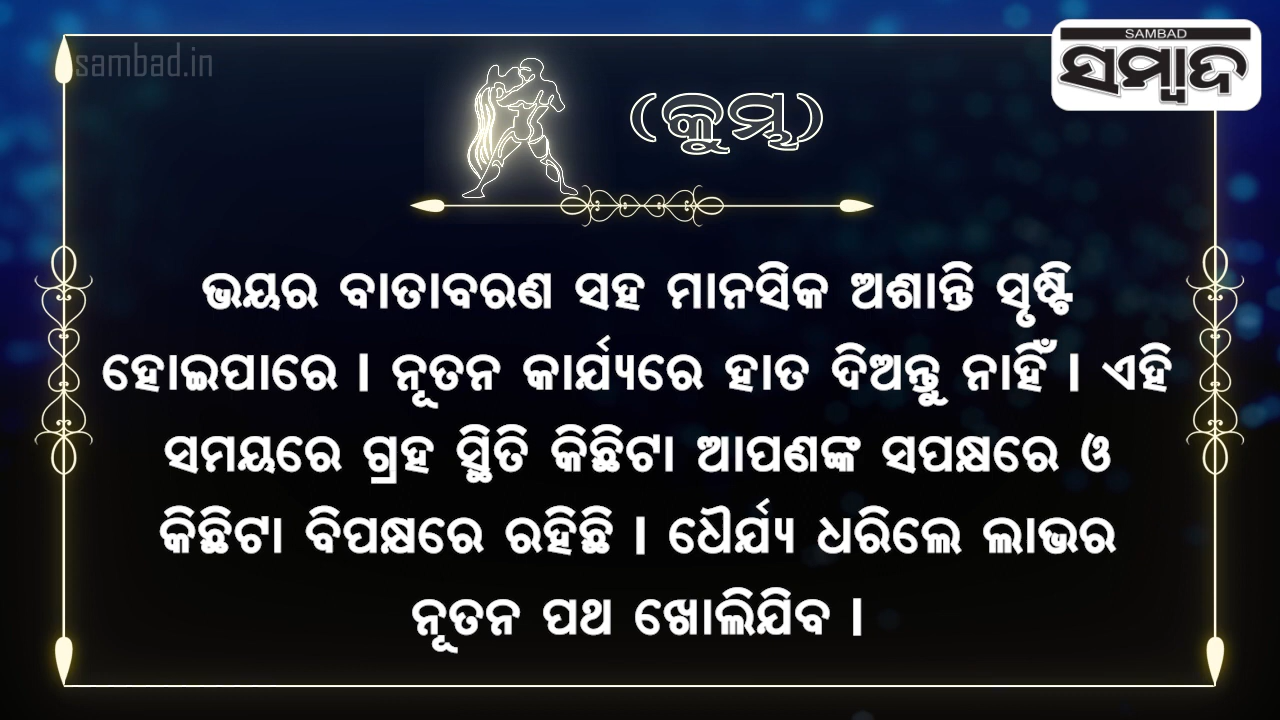 sambad.in
SAMBAD
ସମ୍ବାଦ
(କୁମ୍ଭ)
ଭୟର ବାତାବରଣ ସହ ମାନସିକ ଅଶାନ୍ତି ସୃଷ୍ଟି
ହୋଇପାରେ । ନୂତନ କାର୍ଯ୍ୟରେ ହାତ ଦିଅନ୍ତୁ ନାହିଁ । ଏହି
ସମୟରେ ଗ୍ରହ ସ୍ଥିତି କିଛିଟା ଆପଣଙ୍କ ସପକ୍ଷରେ ଓ
କିଛିଟା ବିପକ୍ଷରେ ରହିଛି । ଧୈର୍ଯ୍ୟ ଧରିଲେ ଲାଭର
ନୂତନ ପଥ ଖୋଲିଯିବ ।